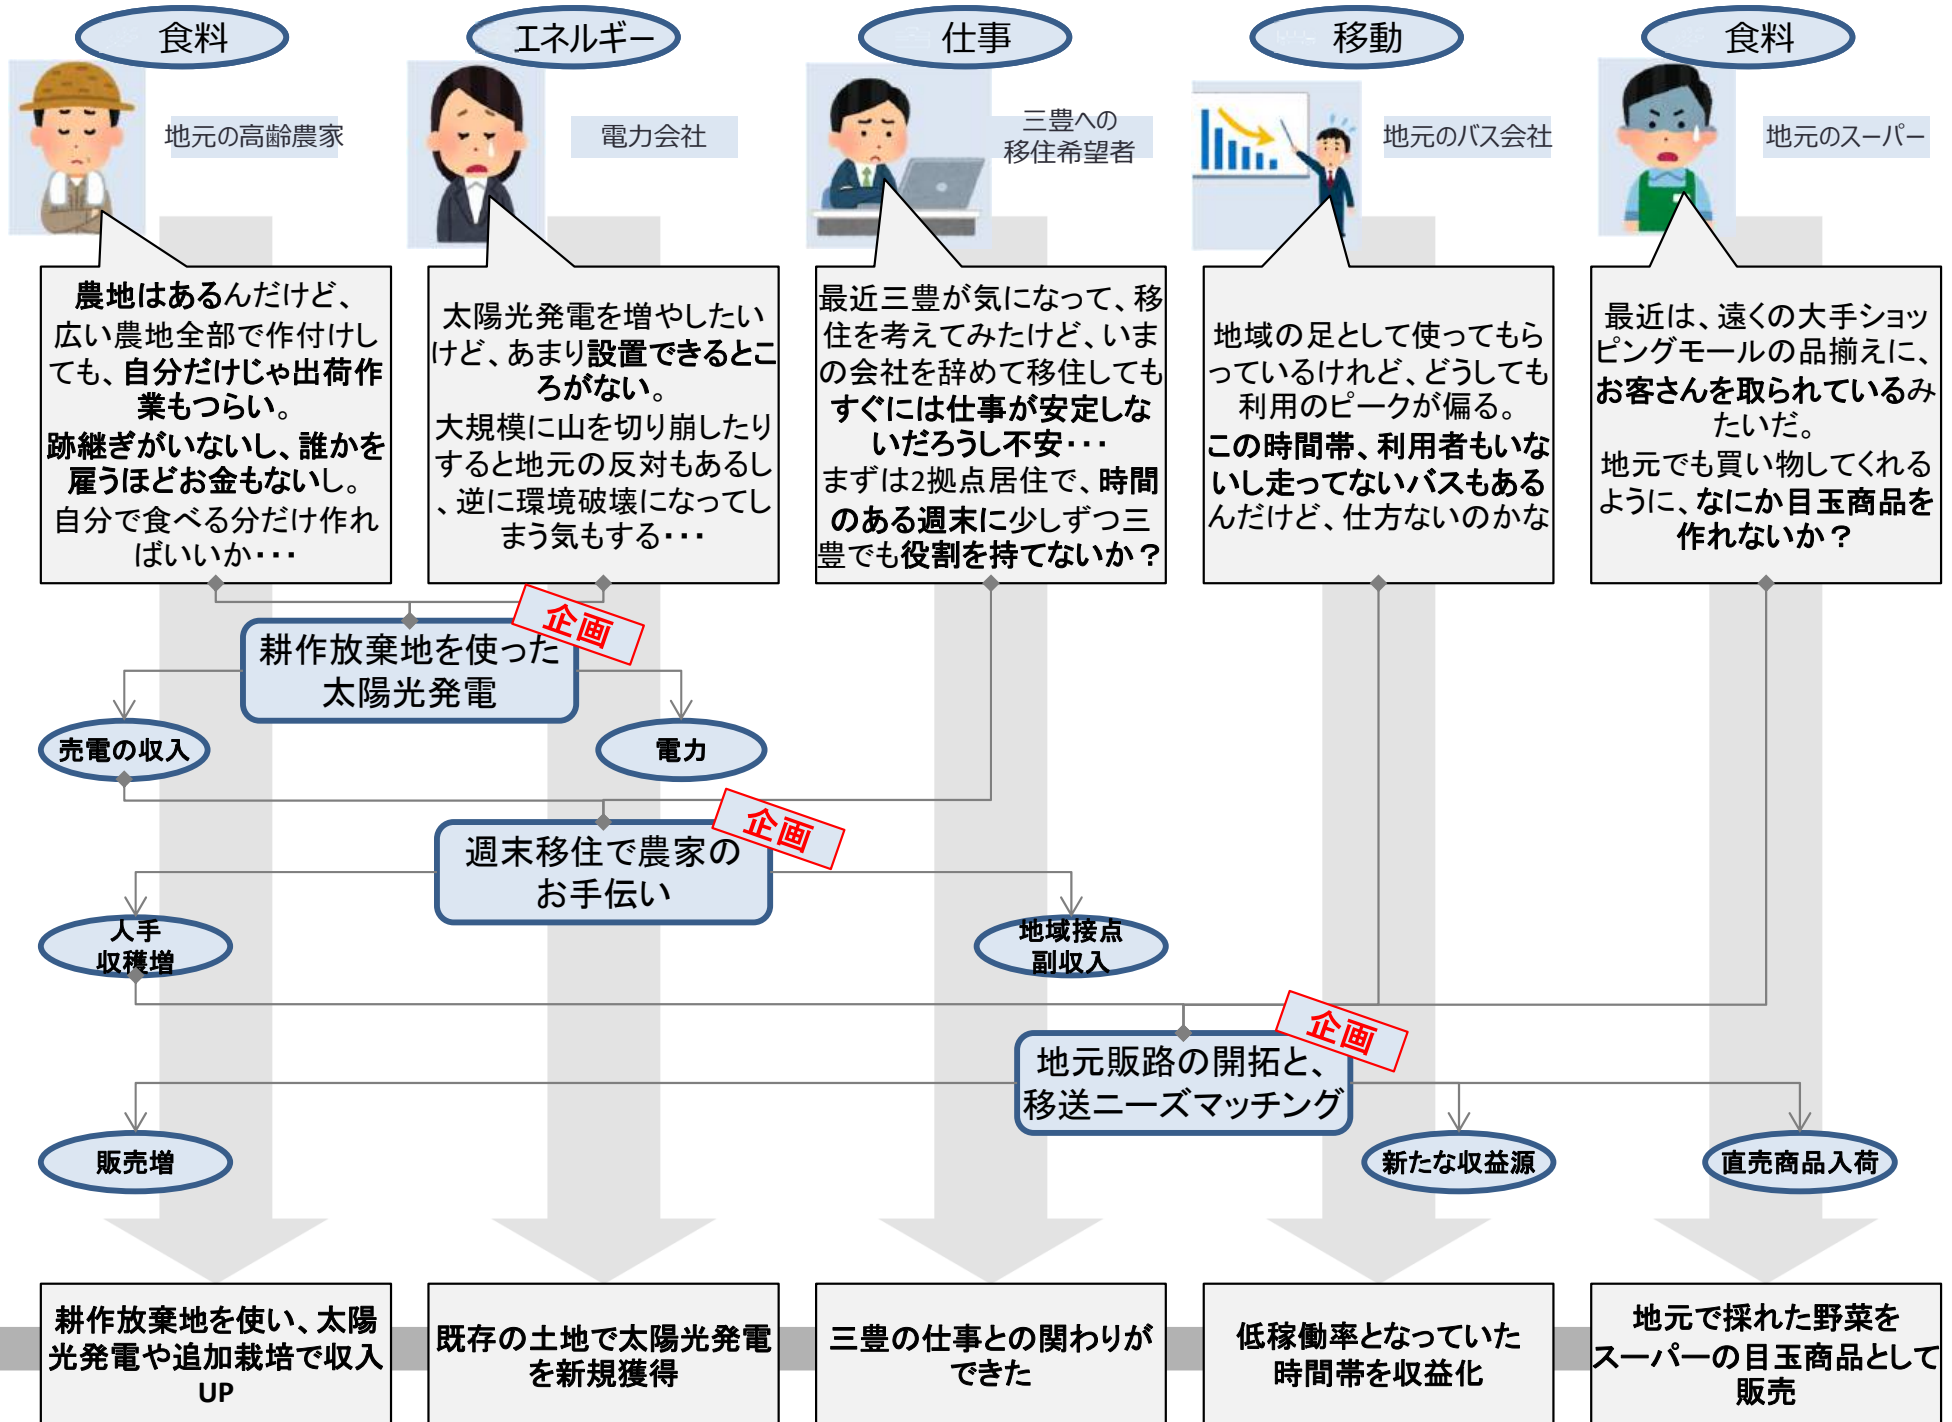 食料
エネルギー
仕事
移動
食料
地元の高齢農家
電力会社
三豊への
移住希望者
地元のバス会社
地元のスーパー
農地はあるんだけど、
広い農地全部で作付けし
ても、自分だけじゃ出荷作
業もつらい。
跡継ぎがいないし、誰かを
雇うほどお金もないし。
自分で食べる分だけ作れ
ばいいか・・・
太陽光発電を増やしたい
けど、あまり設置できるとこ
ろがない。
大規模に山を切り崩したり
すると地元の反対もあるし
、逆に環境破壊になってし
まう気もする・・・
最近三豊が気になって、移
住を考えてみたけど、いま
の会社を辞めて移住しても
すぐには仕事が安定しな
いだろうし不安・・・
まずは2拠点居住で、時間
のある週末に少しずつ三
豊でも役割を持てないか？
地域の足として使ってもら
っているけれど、どうしても
利用のピークが偏る。
この時間帯、利用者もいな
いし走ってないバスもある
んだけど、仕方ないのかな
最近は、遠くの大手ショッ
ピングモールの品揃えに、
お客さんを取られているみ
たいだ。
地元でも買い物してくれる
ように、なにか目玉商品を
作れないか？
企画
耕作放棄地を使った
太陽光発電
売電の収入
電力
企画
週末移住で農家の
お手伝い
人手
収穫増
地域接点
副収入
企画
地元販路の開拓と、
移送ニーズマッチング
販売増
新たな収益源
直売商品入荷
耕作放棄地を使い、太陽
光発電や追加栽培で収入
UP
既存の土地で太陽光発電
を新規獲得
三豊の仕事との関わりが
できた
低稼働率となっていた
時間帯を収益化
地元で採れた野菜を
スーパーの目玉商品として
販売